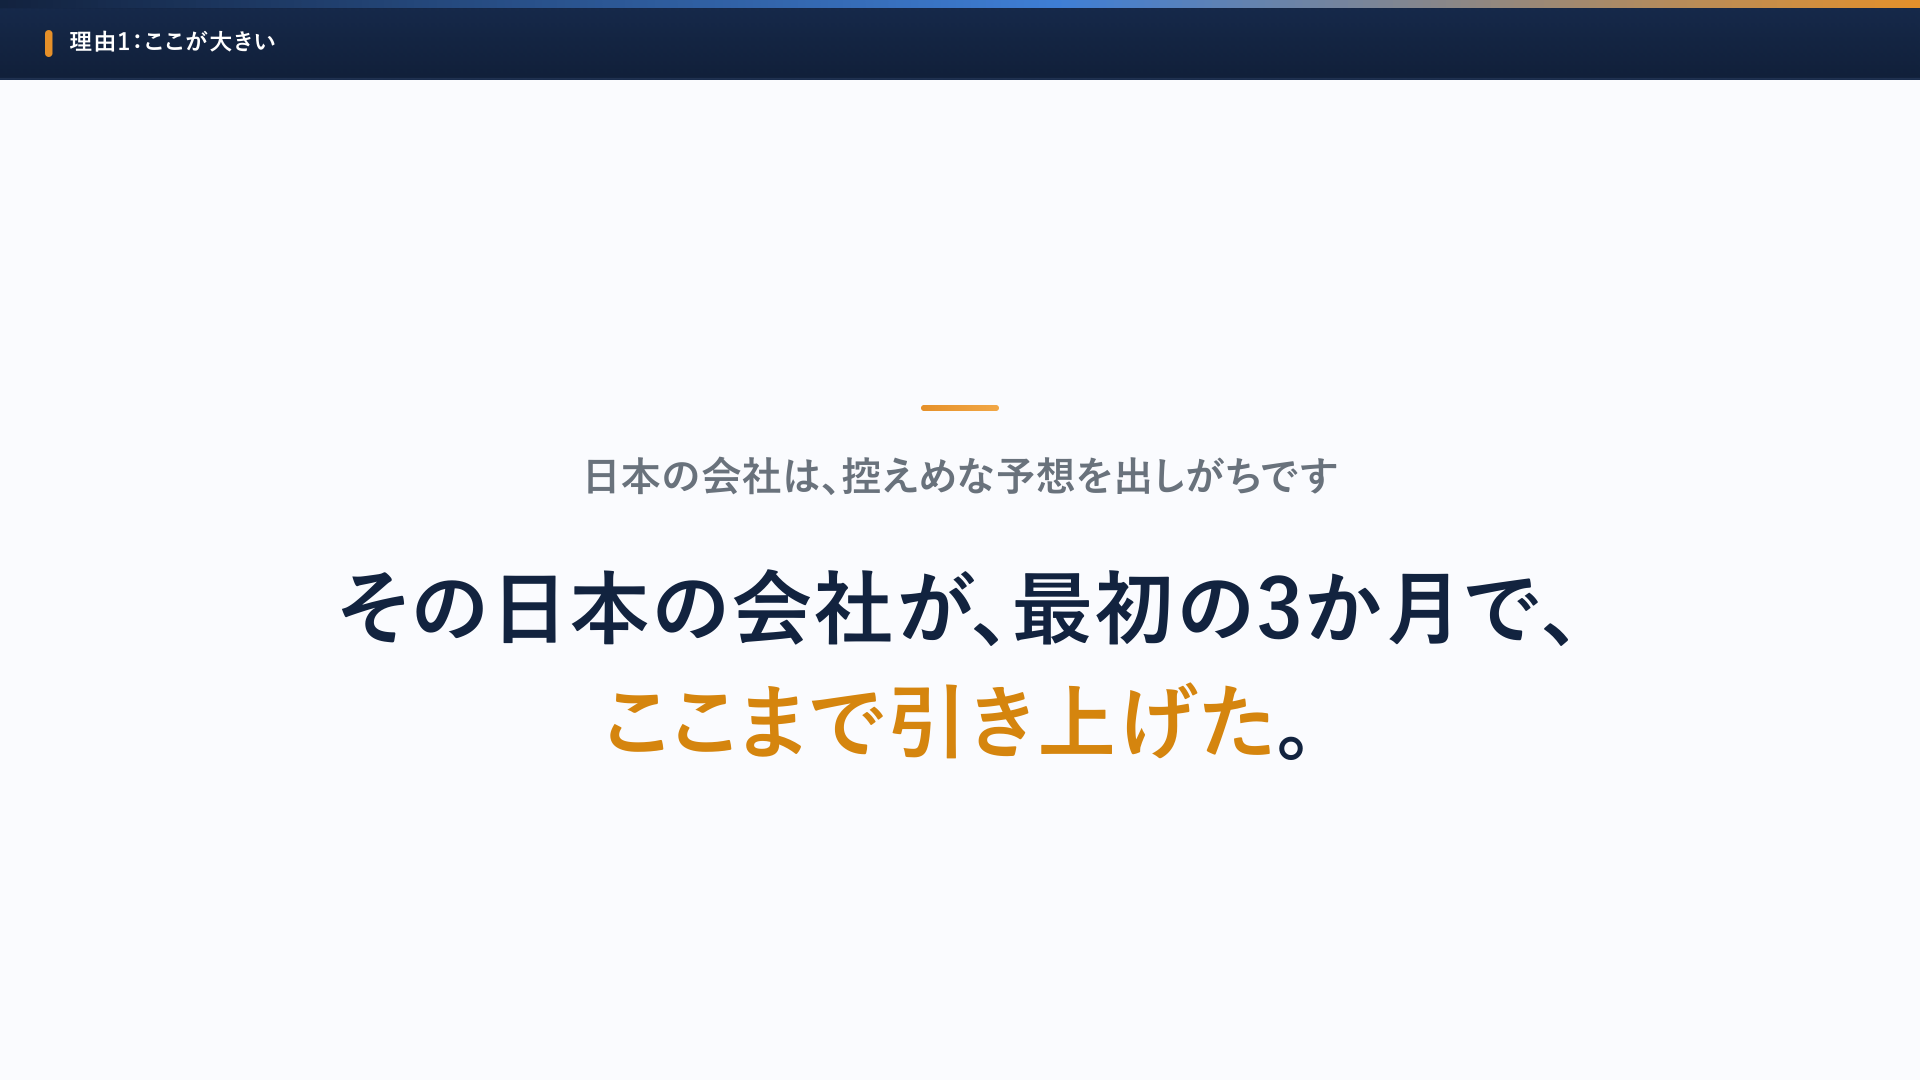 理由1：ここが大きい
日本の会社は、控えめな予想を出しがちです
その日本の会社が、最初の3か月で、
ここまで引き上げた。